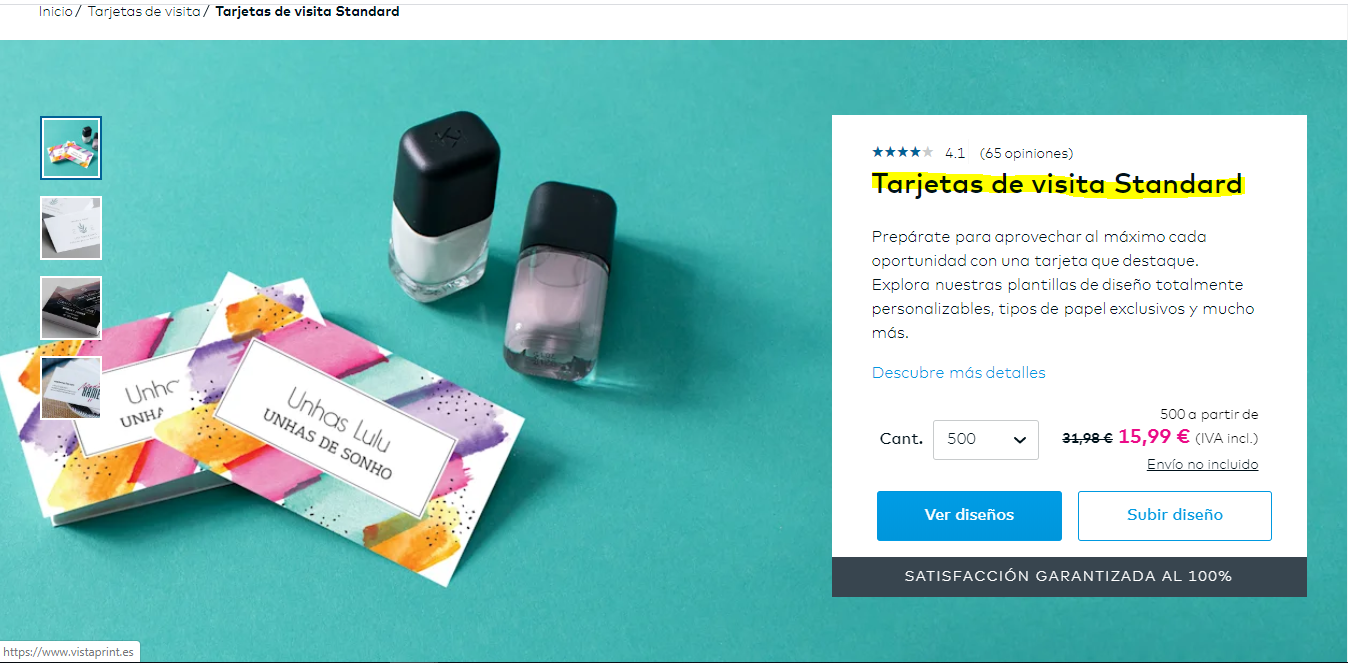 Inicio / Tarjetas de visita / Tarjetas de visita Standard
4.1 (65 opiniones)
Tarjetas de visita Standard
Prepárate para aprovechar al máximo cada
oportunidad con una tarjeta que destaque.
Explora nuestras plantillas de diseño totalmente
personalizables, tipos de papel exclusivos y mucho
más.
Descubre más detalles
500 a partir de
Cant. 500 31,98 € 15,99 € (IVA incl.)
Envío no incluido
Ver diseños Subir diseño
SATISFACCIÓN GARANTIZADA AL 100%
Unhas Lulu
UNHAS DE SONHO
https://www.vistaprint.es